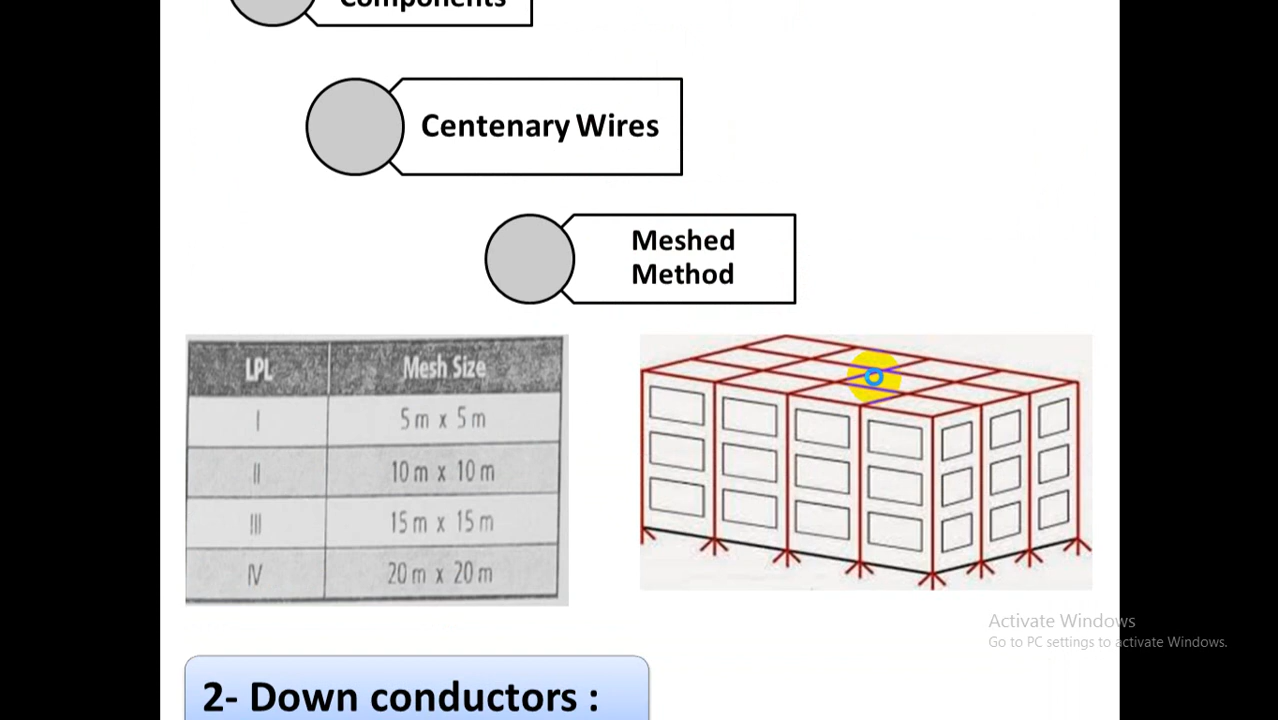 Components
Centenary Wires
Meshed
Method
LPL Mesh Size
I 5 m x 5 m
II 10 m x 10 m
III 15 m x 15 m
IV 20 m x 20 m
Activate Windows
Go to PC settings to activate Windows.
2- Down conductors :